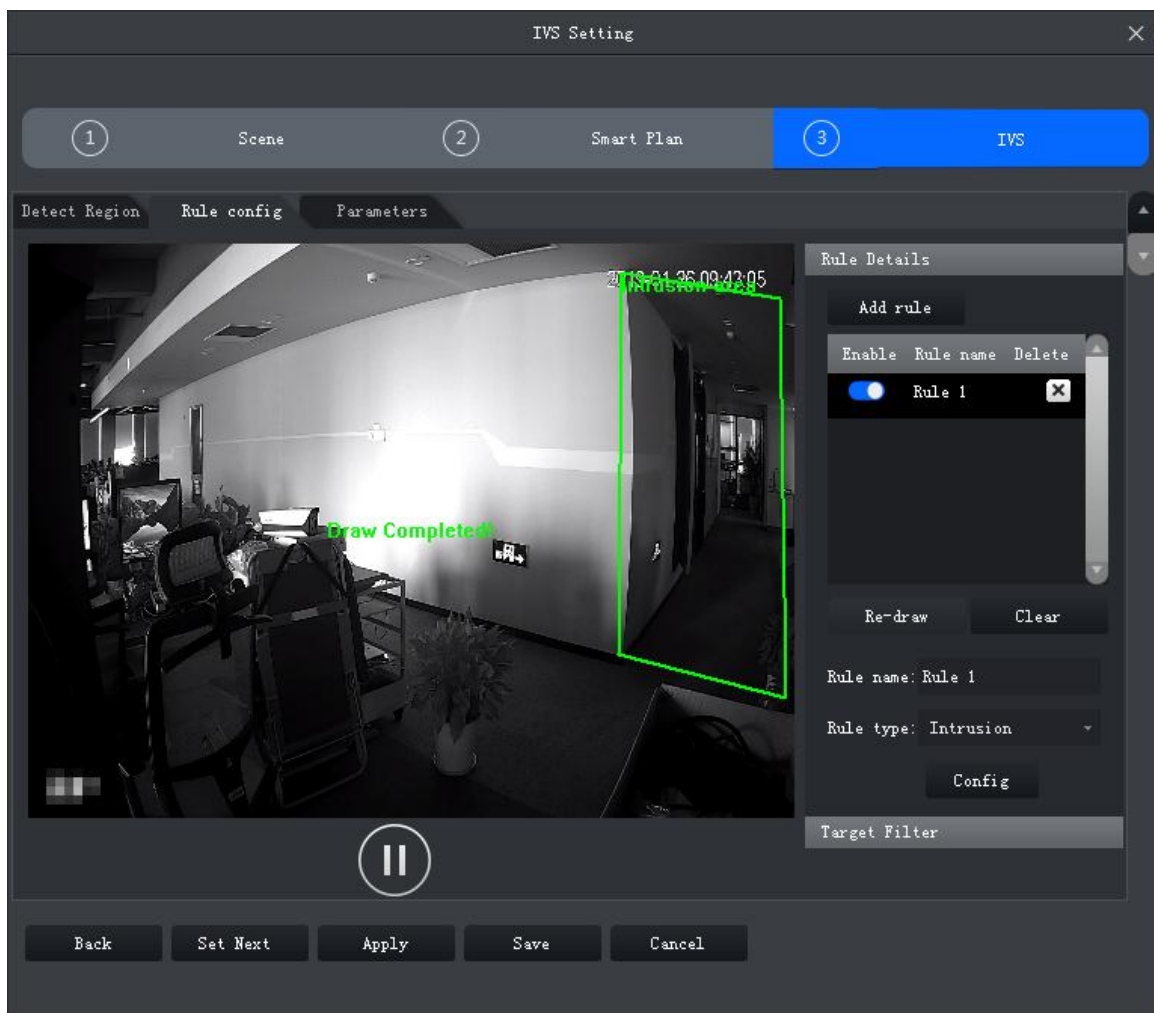 IVS Setting
1 Scene 2 Smart Plan 3 IVS
Detect Region Rule config Parameters
Intrusion area
Draw Completed!
Rule Details
Add rule
Enable Rule name Delete
Rule 1
Re-draw Clear
Rule name: Rule 1
Rule type: Intrusion
Config
Target Filter
Back Set Next Apply Save Cancel